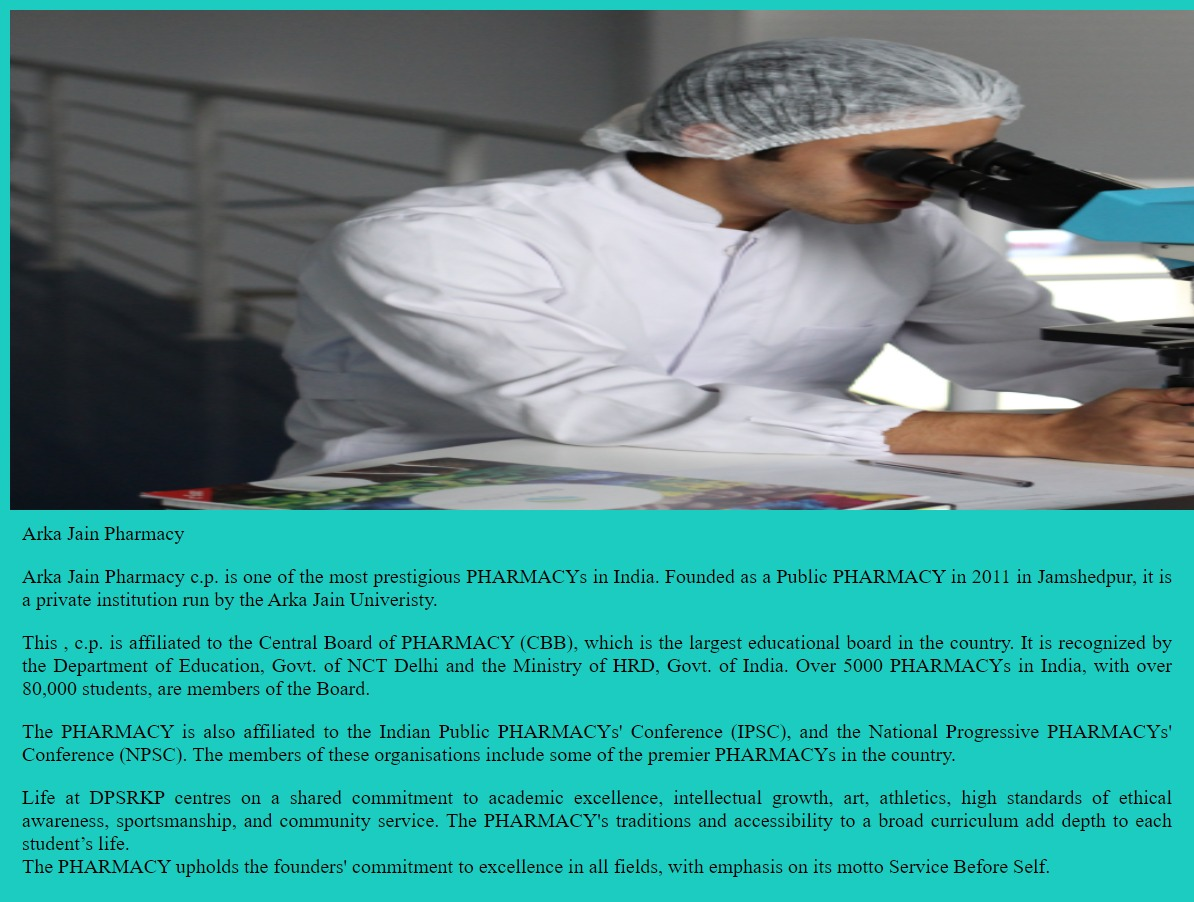 Arka Jain Pharmacy
Arka Jain Pharmacy c.p. is one of the most prestigious PHARMACYs in India. Founded as a Public PHARMACY in 2011 in Jamshedpur, it is
a private institution run by the Arka Jain Univeristy.
This , c.p. is affiliated to the Central Board of PHARMACY (CBB), which is the largest educational board in the country. It is recognized by
the Department of Education, Govt. of NCT Delhi and the Ministry of HRD, Govt. of India. Over 5000 PHARMACYs in India, with over
80,000 students, are members of the Board.
The PHARMACY is also affiliated to the Indian Public PHARMACYs' Conference (IPSC), and the National Progressive PHARMACYs'
Conference (NPSC). The members of these organisations include some of the premier PHARMACYs in the country.
Life at DPSRKP centres on a shared commitment to academic excellence, intellectual growth, art, athletics, high standards of ethical
awareness, sportsmanship, and community service. The PHARMACY's traditions and accessibility to a broad curriculum add depth to each
student’s life.
The PHARMACY upholds the founders' commitment to excellence in all fields, with emphasis on its motto Service Before Self.